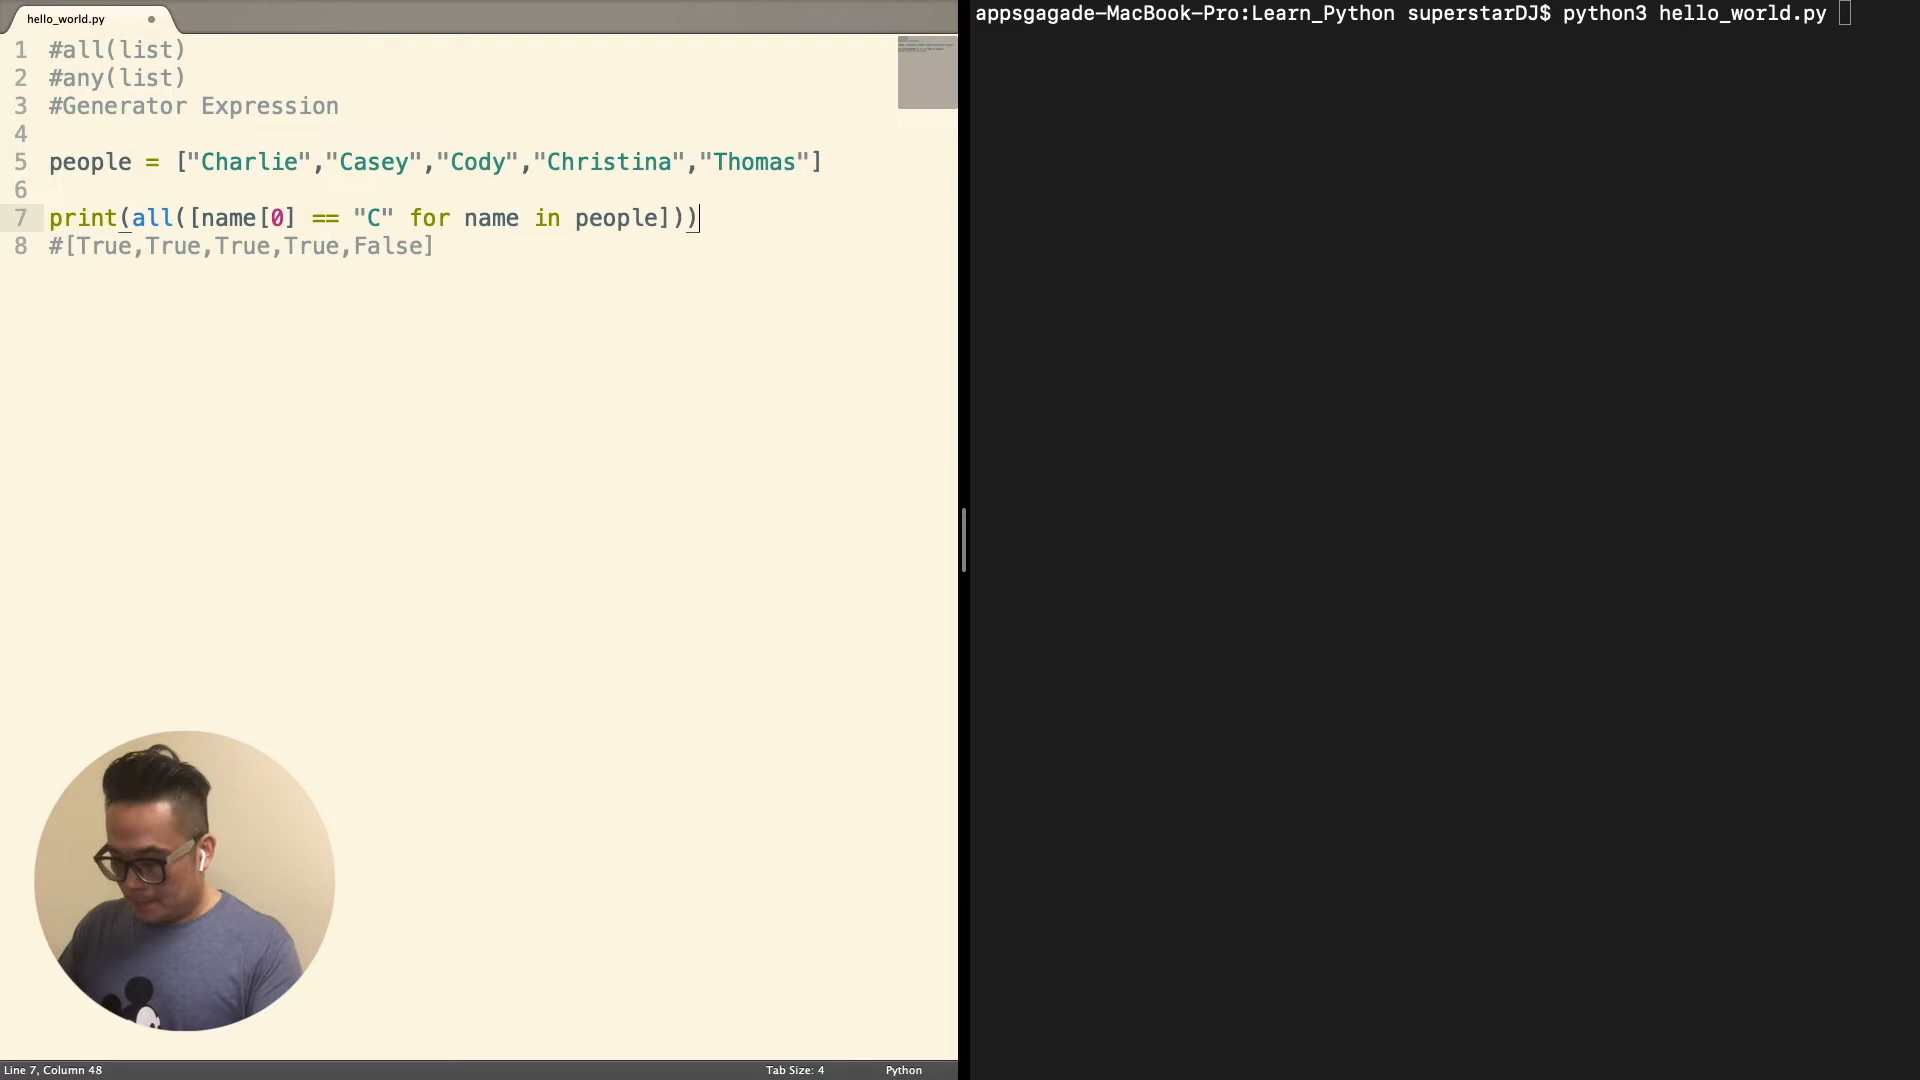 hello_world.py
1 #all(list)
2 #any(list)
3 #Generator Expression
4
5 people = ["Charlie","Casey","Cody","Christina","Thomas"]
6
7 print(all([name[0] == "C" for name in people]))
8 #[True,True,True,True,False]
Line 7, Column 48
Tab Size: 4
Python
appsgagade-MacBook-Pro:Learn_Python superstarDJ$ python3 hello_world.py